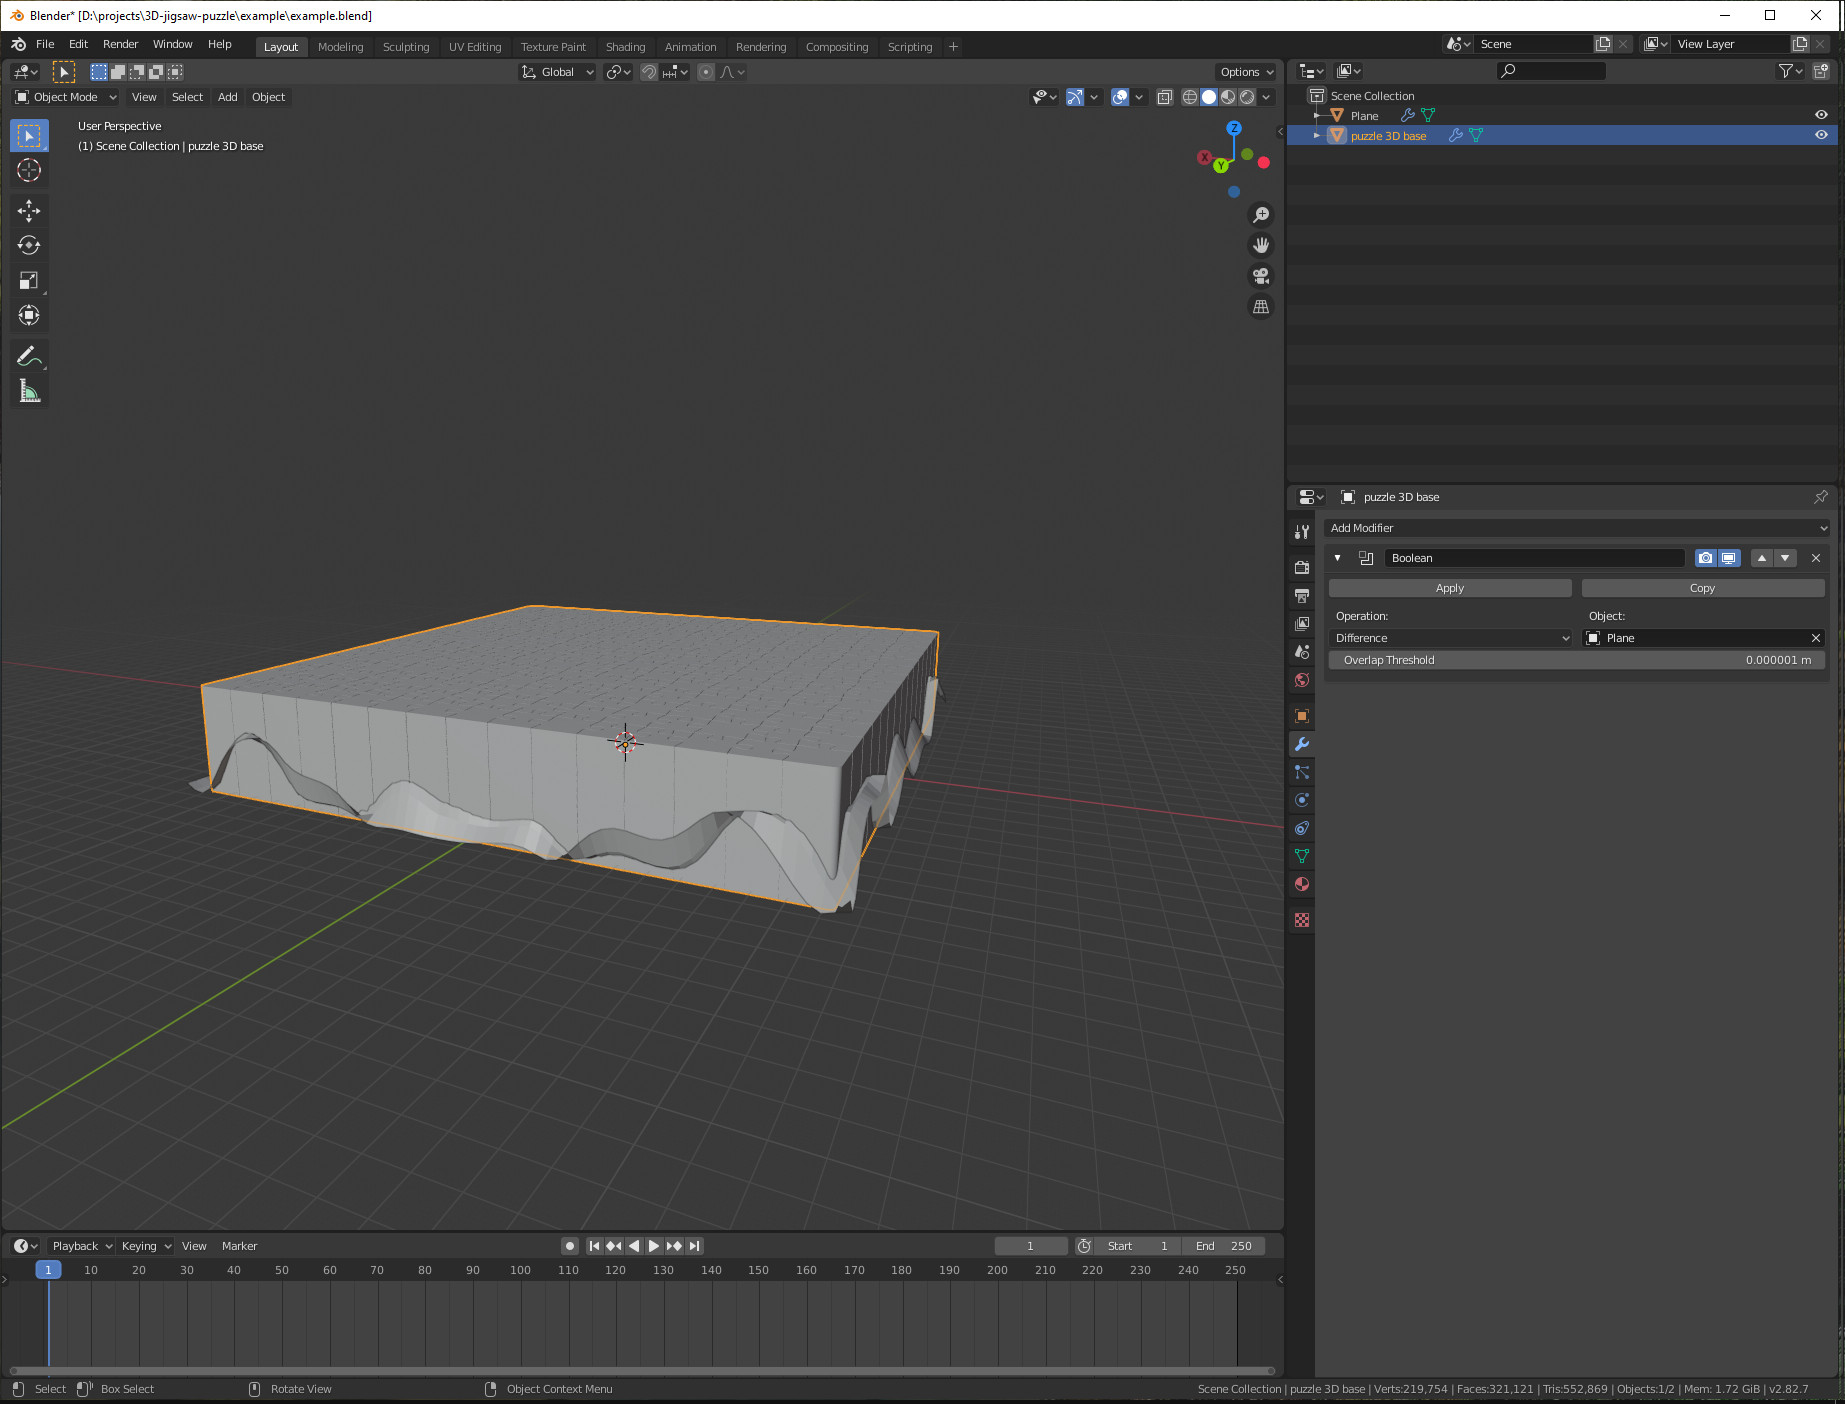 Blender* [D:\projects\3D-jigsaw-puzzle\example\example.blend]
File Edit Render Window Help Layout Modeling Sculpting UV Editing Texture Paint Shading Animation Rendering Compositing Scripting + Scene View Layer
Global Options
Object Mode View Select Add Object
User Perspective
(1) Scene Collection | puzzle 3D base
Z
X
Y
Scene Collection
Plane
puzzle 3D base
puzzle 3D base
Add Modifier
Boolean
Apply Copy
Operation: Object:
Difference Plane
Overlap Threshold 0.000001 m
Playback Keying View Marker 1 Start 1 End 250
1 10 20 30 40 50 60 70 80 90 100 110 120 130 140 150 160 170 180 190 200 210 220 230 240 250
Select Box Select Rotate View Object Context Menu Scene Collection | puzzle 3D base | Verts:219,754 | Faces:321,121 | Tris:552,869 | Objects:1/2 | Mem: 1.72 GiB | v2.82.7